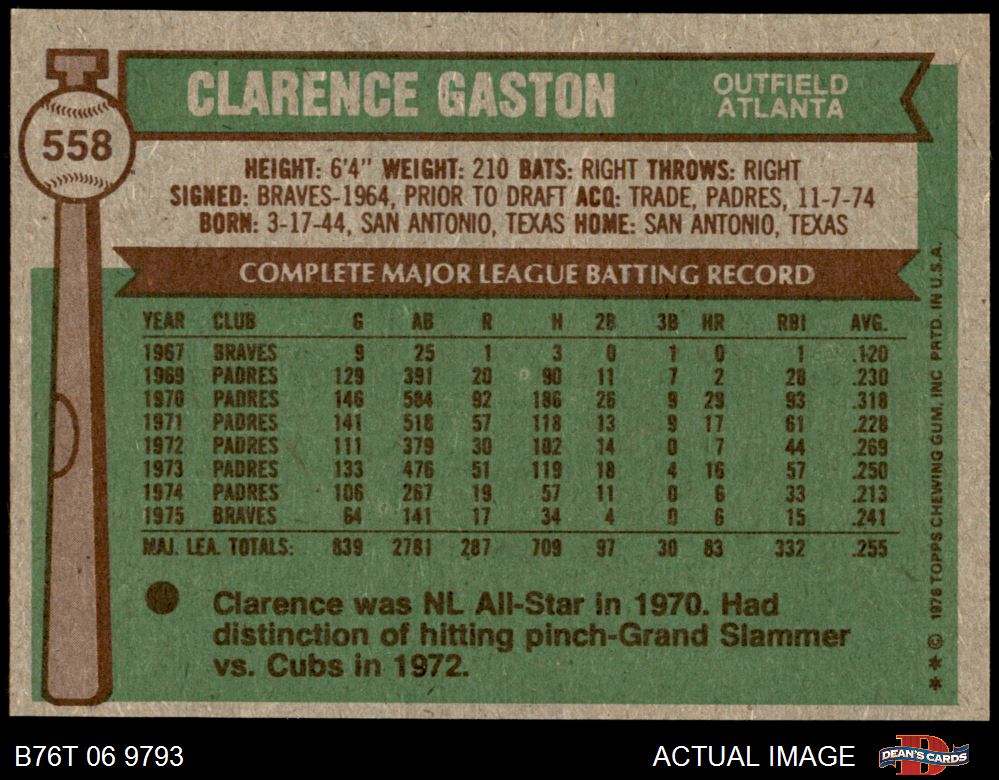 558
CLARENCE GASTON
OUTFIELD
ATLANTA
HEIGHT: 6'4" WEIGHT: 210 BATS: RIGHT THROWS: RIGHT
SIGNED: BRAVES-1964, PRIOR TO DRAFT ACQ: TRADE, PADRES, 11-7-74
BORN: 3-17-44, SAN ANTONIO, TEXAS HOME: SAN ANTONIO, TEXAS
COMPLETE MAJOR LEAGUE BATTING RECORD
YEAR CLUB G AB R H 2B 3B HR RBI AVG.
1967 BRAVES 9 25 1 3 0 1 0 1 .120
1969 PADRES 129 391 20 90 11 7 2 28 .230
1970 PADRES 146 584 92 186 26 9 29 93 .318
1971 PADRES 141 518 57 118 13 9 17 61 .228
1972 PADRES 111 379 30 102 14 0 7 44 .269
1973 PADRES 133 476 51 119 18 4 16 57 .250
1974 PADRES 106 267 19 57 11 0 6 33 .213
1975 BRAVES 64 141 17 34 4 0 6 15 .241
MAJ. LEA. TOTALS: 839 2781 287 709 97 30 83 332 .255
Clarence was NL All-Star in 1970. Had
distinction of hitting pinch-Grand Slammer
vs. Cubs in 1972.
* * © 1976 TOPPS CHEWING GUM, INC PRTD. IN U.S.A.
B76T 06 9793
ACTUAL IMAGE
DEAN'S CARDS